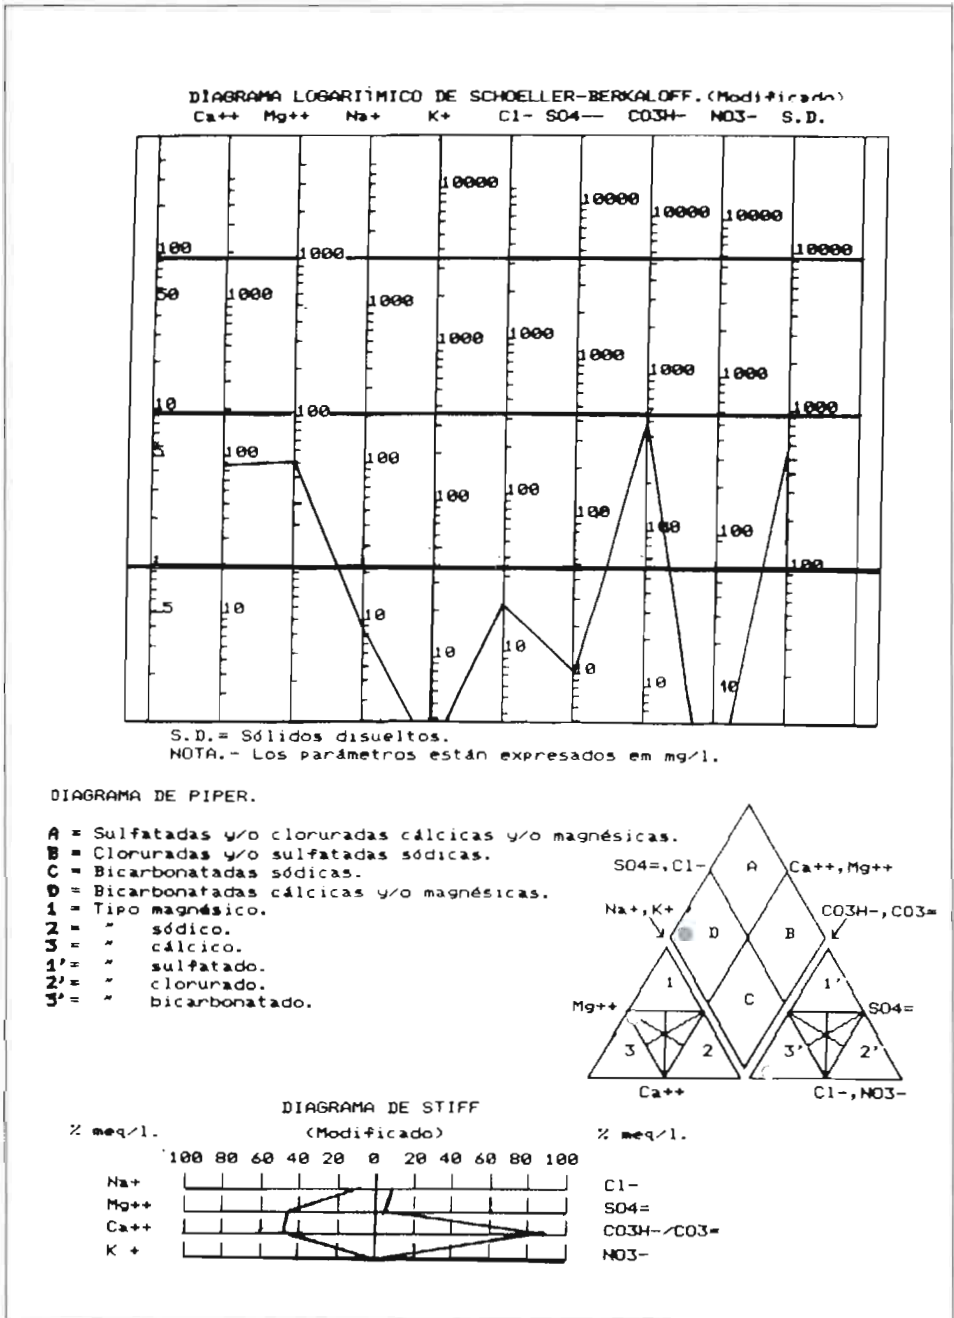 DIAGRAMA LOGARIIMICO DE SCHOELLER-BERKALOFF.(Modificado)
Ca++ Mg++ Na+ K+ Cl- SO4-- CO3H- NO3- S.D.
10000
10000
10000 10000
100 1000 10000
50 1000 1000
1000 1000 1000 1000 1000
10 100 1000
5 100 100
100 100 100 100 100
1 100
.5 10 10
10 10 10 10 10
S.D.= Sólidos disueltos.
NOTA.- Los parámetros están expresados em mg/l.
DIAGRAMA DE PIPER.
A = Sulfatadas y/o cloruradas cálcicas y/o magnésicas.
B = Cloruradas y/o sulfatadas sódicas.
C = Bicarbonatadas sódicas.
D = Bicarbonatadas cálcicas y/o magnésicas.
1 = Tipo magnésico.
2 = " sódico.
3 = " cálcico.
1'= " sulfatado.
2'= " clorurado.
3'= " bicarbonatado.
SO4=,Cl- A Ca++,Mg++
Na+,K+ CO3H-,CO3=
D B
1 C 1'
Mg++ SO4=
3 2 3' 2'
Ca++ Cl-,NO3-
DIAGRAMA DE STIFF
% meq/l. (Modificado) % meq/l.
100 80 60 40 20 0 20 40 60 80 100
Na+ Cl-
Mg++ SO4=
Ca++ CO3H-/CO3=
K + NO3-